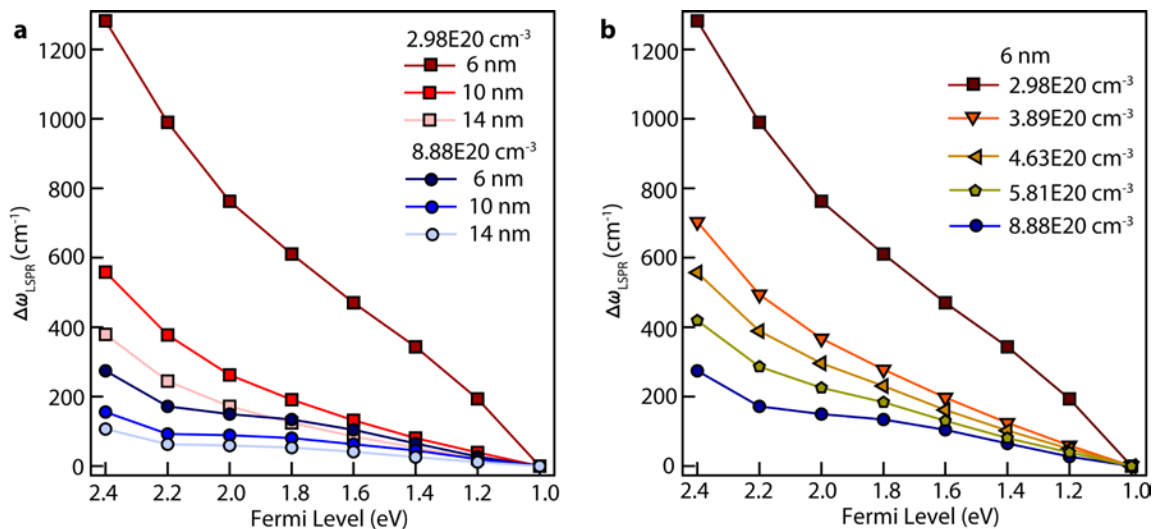 a
2.98E20 cm⁻³
6 nm
10 nm
14 nm
8.88E20 cm⁻³
6 nm
10 nm
14 nm
1200
1000
800
600
400
200
0
ΔωLSPR (cm⁻¹)
2.4 2.2 2.0 1.8 1.6 1.4 1.2 1.0
Fermi Level (eV)
b
6 nm
2.98E20 cm⁻³
3.89E20 cm⁻³
4.63E20 cm⁻³
5.81E20 cm⁻³
8.88E20 cm⁻³
1200
1000
800
600
400
200
0
ΔωLSPR (cm⁻¹)
2.4 2.2 2.0 1.8 1.6 1.4 1.2 1.0
Fermi Level (eV)